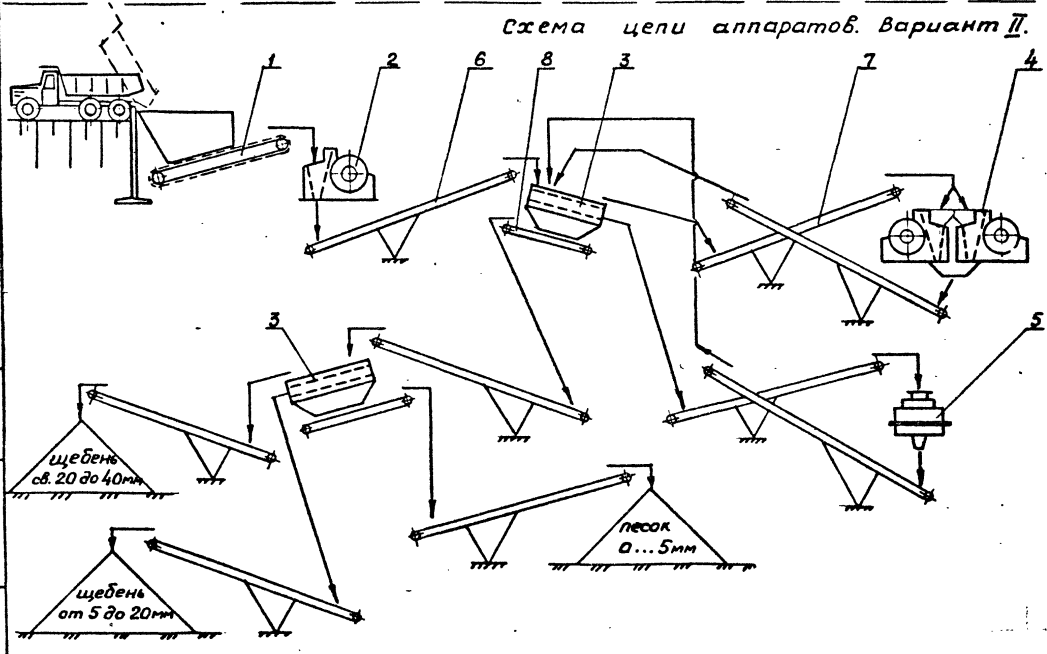 Схема цепи аппаратов. Вариант II.
1 2 6 8 3 7 4
3 5
щебень
св. 20 до 40мм
песок
0...5мм
щебень
от 5 до 20мм